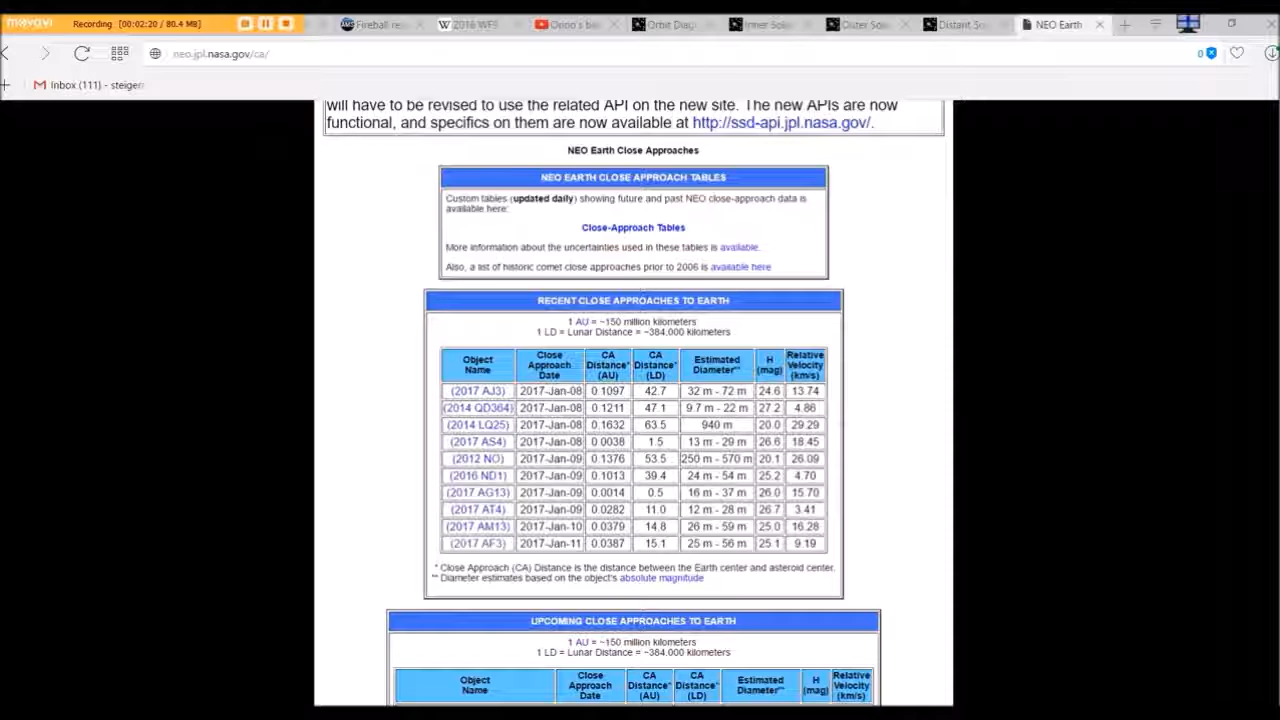 movavi Recording [00:02:20 / 80.4 MB]
Fireball re
2016 WF9
Orbit Diag
Distant So
NEO Earth
neo.jpl.nasa.gov/ca/
0
Inbox (111) - steiger
will have to be revised to use the related API on the new site. The new APIs are now
functional, and specifics on them are now available at http://ssd-api.jpl.nasa.gov/.
NEO Earth Close Approaches
NEO EARTH CLOSE APPROACH TABLES
Custom tables (updated daily) showing future and past NEO close-approach data is
available here:
Close-Approach Tables
More information about the uncertainties used in these tables is available.
Also, a list of historic comet close approaches prior to 2006 is available here
RECENT CLOSE APPROACHES TO EARTH
1 AU = ~150 million kilometers
1 LD = Lunar Distance = ~384,000 kilometers
Object Name Close Approach Date CA Distance* (AU) CA Distance* (LD) Estimated Diameter** H (mag) Relative Velocity (km/s)
(2017 AJ3) 2017-Jan-08 0.1097 42.7 32 m - 72 m 24.6 13.74
(2014 QD364) 2017-Jan-08 0.1211 47.1 9.7 m - 22 m 27.2 4.86
(2014 LQ25) 2017-Jan-08 0.1632 63.5 940 m 20.0 29.29
(2017 AS4) 2017-Jan-08 0.0038 1.5 13 m - 29 m 26.6 18.45
(2012 NO) 2017-Jan-09 0.1376 53.5 250 m - 570 m 20.1 26.09
(2016 ND1) 2017-Jan-09 0.1013 39.4 24 m - 54 m 25.2 4.70
(2017 AG13) 2017-Jan-09 0.0014 0.5 16 m - 37 m 26.0 15.70
(2017 AT4) 2017-Jan-09 0.0282 11.0 12 m - 28 m 26.7 3.41
(2017 AM13) 2017-Jan-10 0.0379 14.8 26 m - 59 m 25.0 16.28
(2017 AF3) 2017-Jan-11 0.0387 15.1 25 m - 56 m 25.1 9.19
* Close Approach (CA) Distance is the distance between the Earth center and asteroid center.
** Diameter estimates based on the object's absolute magnitude
UPCOMING CLOSE APPROACHES TO EARTH
1 AU = ~150 million kilometers
1 LD = Lunar Distance = ~384,000 kilometers
Object Name Close Approach Date CA Distance* (AU) CA Distance* (LD) Estimated Diameter** H (mag) Relative Velocity (km/s)